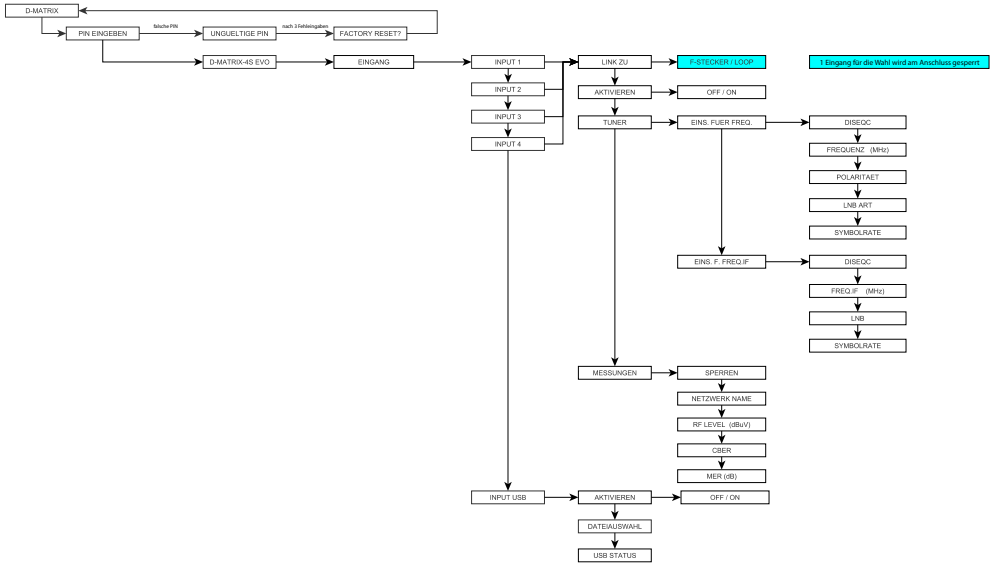 D-MATRIX
PIN EINGEBEN
falsche PIN
UNGUELTIGE PIN
nach 3 Fehleingaben
FACTORY RESET?
D-MATRIX-4S EVO
EINGANG
INPUT 1
LINK ZU
F-STECKER / LOOP
1 Eingang für die Wahl wird am Anschluss gesperrt
INPUT 2
AKTIVIEREN
OFF / ON
INPUT 3
TUNER
EINS. FUER FREQ.
DISEQC
INPUT 4
FREQUENZ (MHz)
POLARITAET
LNB ART
SYMBOLRATE
EINS. F. FREQ.IF
DISEQC
FREQ.IF (MHz)
LNB
SYMBOLRATE
MESSUNGEN
SPERREN
NETZWERK NAME
RF LEVEL (dBuV)
CBER
MER (dB)
INPUT USB
AKTIVIEREN
OFF / ON
DATEIAUSWAHL
USB STATUS